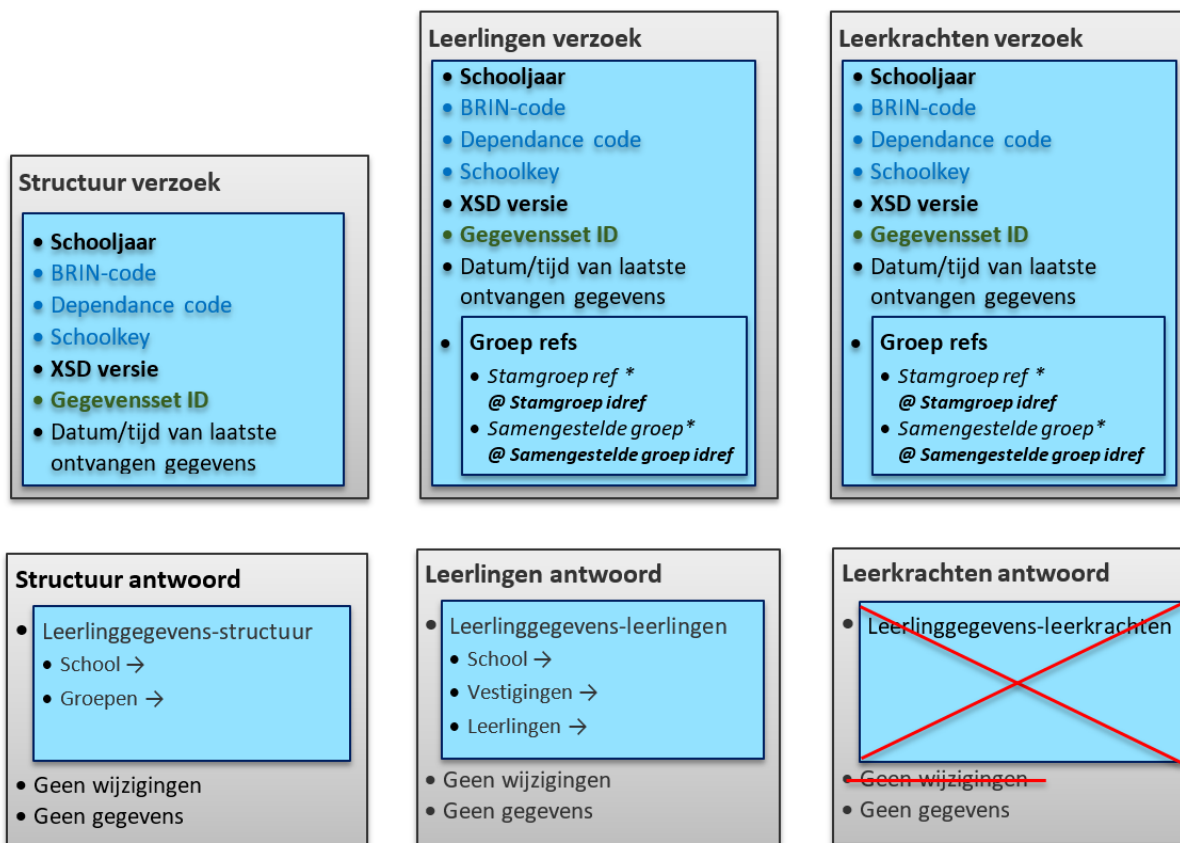 Structuur verzoek
• Schooljaar
• BRIN-code
• Dependance code
• Schoolkey
• XSD versie
• Gegevensset ID
• Datum/tijd van laatste
ontvangen gegevens
Leerlingen verzoek
• Schooljaar
• BRIN-code
• Dependance code
• Schoolkey
• XSD versie
• Gegevensset ID
• Datum/tijd van laatste
ontvangen gegevens
• Groep refs
• Stamgroep ref *
@ Stamgroep idref
• Samengestelde groep*
@ Samengestelde groep idref
Leerkrachten verzoek
• Schooljaar
• BRIN-code
• Dependance code
• Schoolkey
• XSD versie
• Gegevensset ID
• Datum/tijd van laatste
ontvangen gegevens
• Groep refs
• Stamgroep ref *
@ Stamgroep idref
• Samengestelde groep*
@ Samengestelde groep idref
Structuur antwoord
• Leerlinggegevens-structuur
• School →
• Groepen →
• Geen wijzigingen
• Geen gegevens
Leerlingen antwoord
• Leerlinggegevens-leerlingen
• School →
• Vestigingen →
• Leerlingen →
• Geen wijzigingen
• Geen gegevens
Leerkrachten antwoord
• Leerlinggegevens-leerkrachten
• Geen wijzigingen
• Geen gegevens